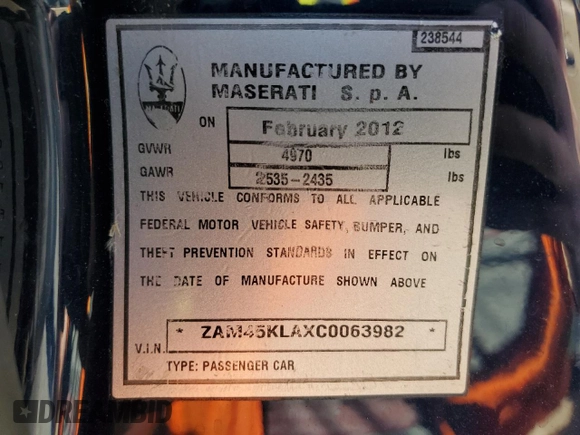 238544
MASERATI
MANUFACTURED BY
MASERATI S. p. A.
ON February 2012
GVWR 4970 lbs
GAWR 2535-2435 lbs
THIS VEHICLE CONFORMS TO ALL APPLICABLE
FEDERAL MOTOR VEHICLE SAFETY, BUMPER, AND
THEFT PREVENTION STANDARDS IN EFFECT ON
THE DATE OF MANUFACTURE SHOWN ABOVE
V.I.N. * ZAM45KLAXC0063982 *
TYPE: PASSENGER CAR
DREAMBID